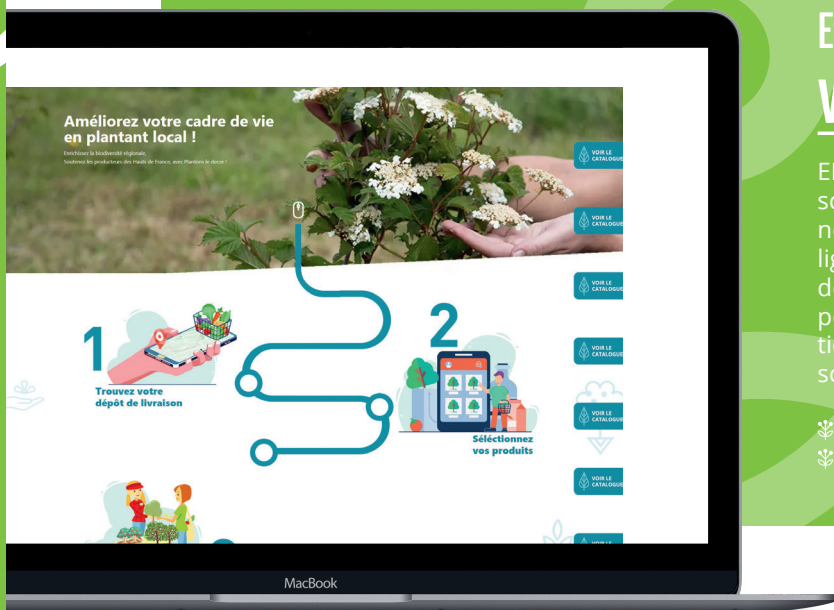 Améliorez votre cadre de vie
en plantant local !
Enrichissez la biodiversité régionale,
Soutenez les producteurs des Hauts de France, avec Plantons le décor !
VOIR LE
CATALOGUE
VOIR LE
CATALOGUE
VOIR LE
CATALOGUE
1
2
VOIR LE
CATALOGUE
Trouvez votre
dépôt de livraison
VOIR LE
CATALOGUE
Séléctionnez
vos produits
VOIR LE
CATALOGUE
MacBook